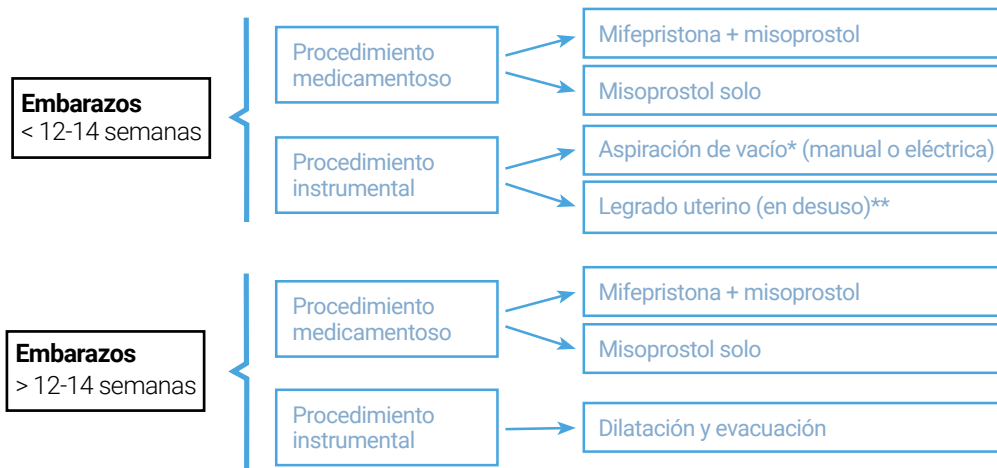 Embarazos
< 12-14 semanas
Procedimiento
medicamentoso
Mifepristona + misoprostol
Misoprostol solo
Procedimiento
instrumental
Aspiración de vacío* (manual o eléctrica)
Legrado uterino (en desuso)**
Embarazos
> 12-14 semanas
Procedimiento
medicamentoso
Mifepristona + misoprostol
Misoprostol solo
Procedimiento
instrumental
Dilatación y evacuación